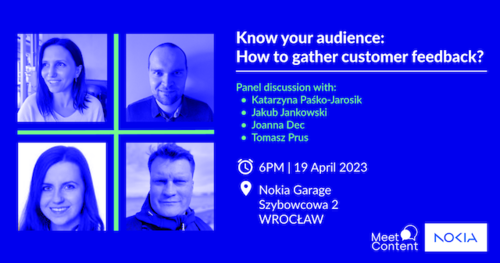 Know your audience:
How to gather customer feedback?
Panel discussion with:
• Katarzyna Paśko-Jarosik
• Jakub Jankowski
• Joanna Dec
• Tomasz Prus
6PM | 19 April 2023
Nokia Garage
Szybowcowa 2
WROCŁAW
Meet
Content
NOKIA